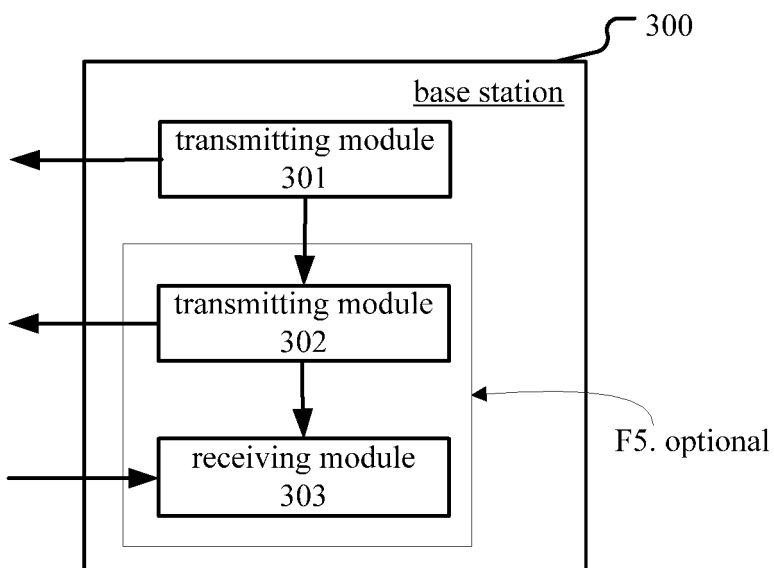 300
base station
transmitting module
301
transmitting module
302
receiving module
303
F5. optional